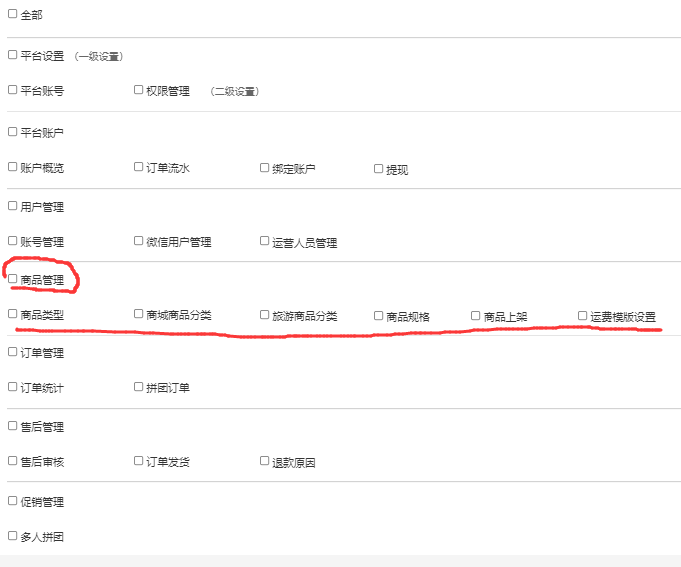 全部
平台设置 （一级设置）
平台账号 权限管理 （二级设置）
平台账户
账户概览 订单流水 绑定账户 提现
用户管理
账号管理 微信用户管理 运营人员管理
商品管理
商品类型 商城商品分类 旅游商品分类 商品规格 商品上架 运费模版设置
订单管理
订单统计 拼团订单
售后管理
售后审核 订单发货 退款原因
促销管理
多人拼团